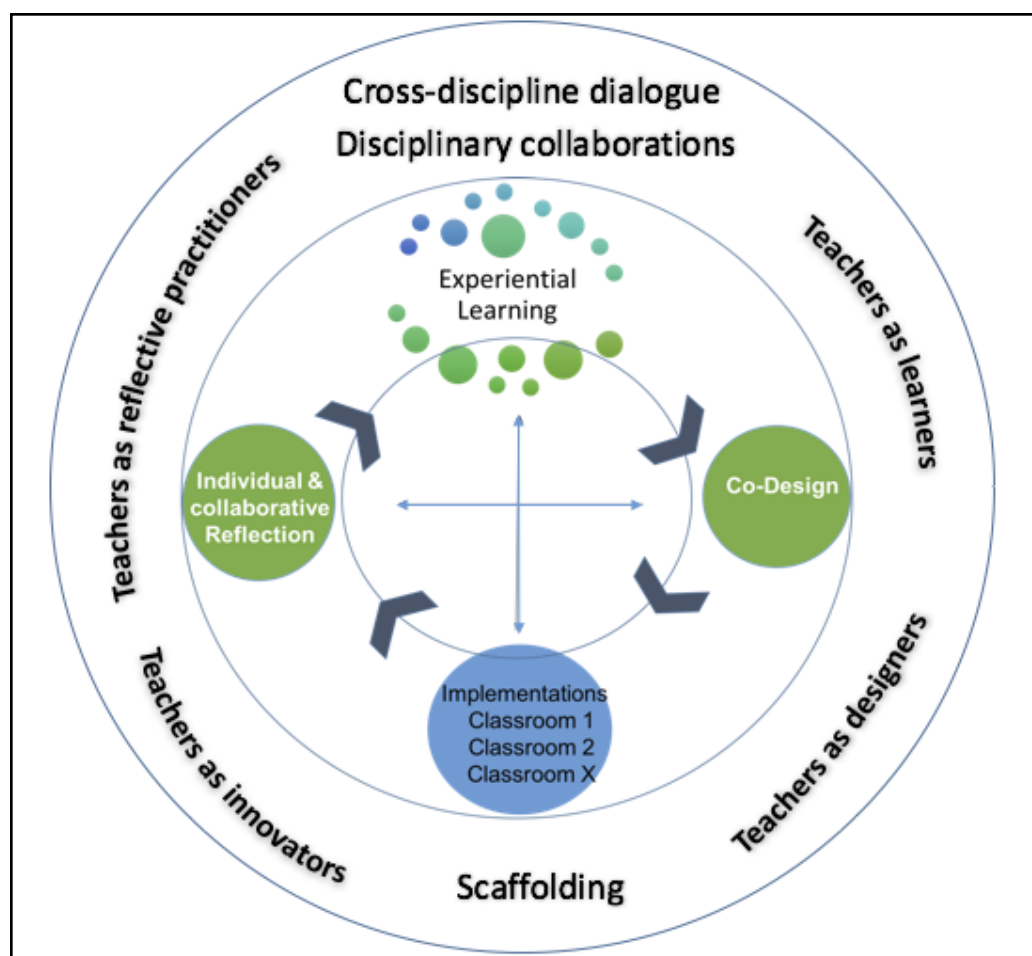 Cross-discipline dialogue
Disciplinary collaborations
Teachers as reflective practitioners
Teachers as learners
Experiential
Learning
Individual &
collaborative
Reflection
Co-Design
Implementations
Classroom 1
Classroom 2
Classroom X
Teachers as innovators
Teachers as designers
Scaffolding